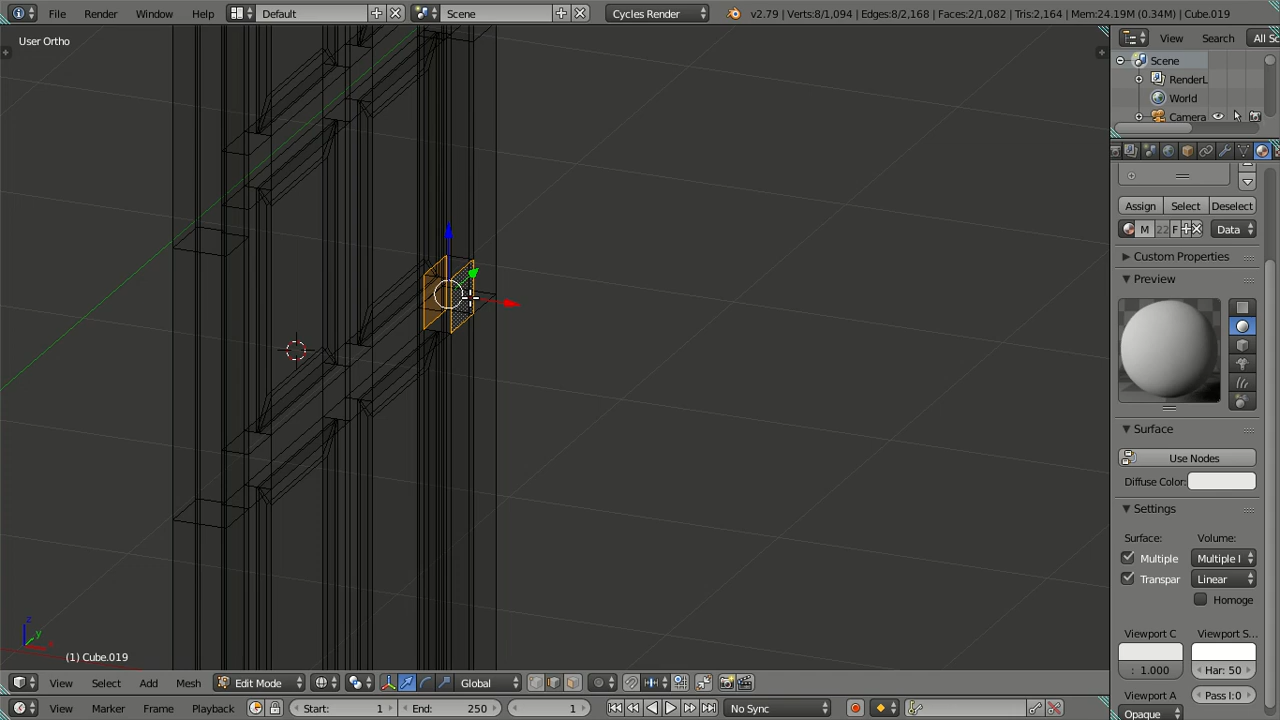 File Render Window Help Default Scene Cycles Render v2.79 | Verts:8/1,094 | Edges:8/2,168 | Faces:2/1,082 | Tris:2,164 | Mem:24.19M (0.34M) | Cube.019
User Ortho
View Search All Sc
Scene
RenderL
World
Camera
Assign Select Deselect
M 22 F Data
Custom Properties
Preview
Surface
Use Nodes
Diffuse Color:
Settings
Surface: Volume:
Multiple Multiple I
Transpar Linear
Homoge
Viewport C Viewport S...
: 1.000 Har: 50
Viewport A Pass I:0
Opaque
z
y
x
(1) Cube.019
View Select Add Mesh Edit Mode Global
View Marker Frame Playback Start: 1 End: 250 1 No Sync